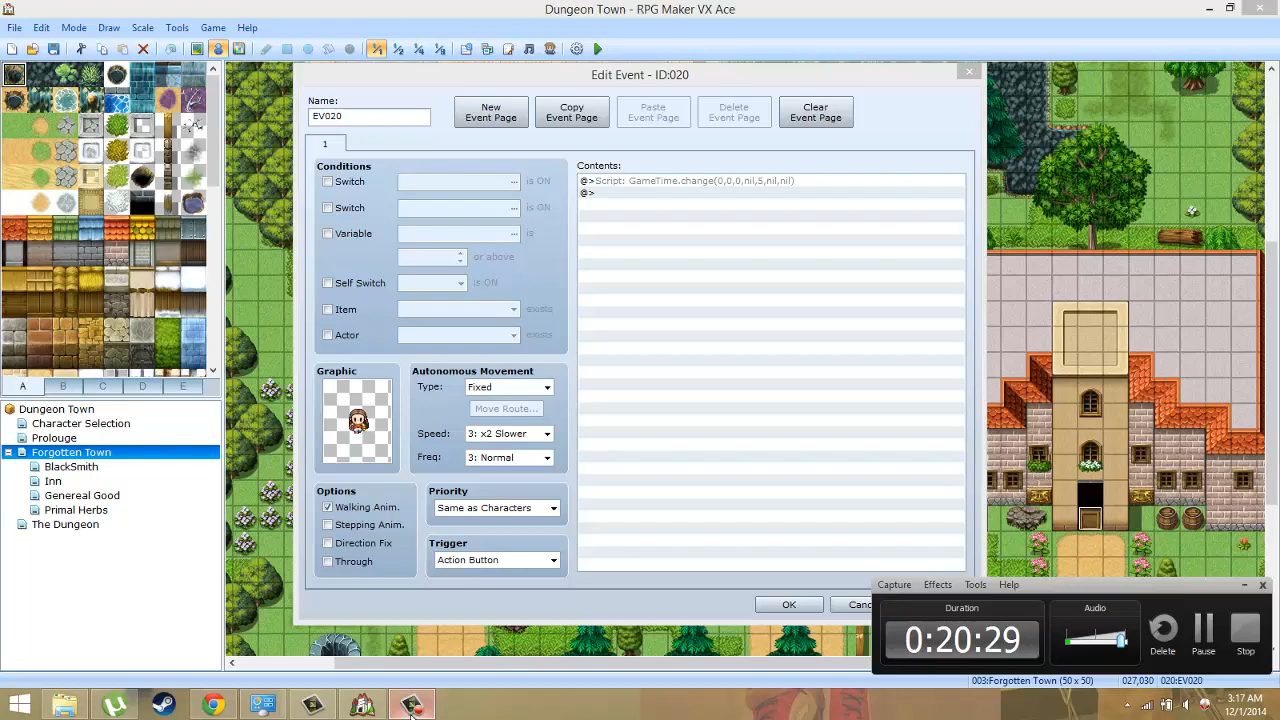 Dungeon Town - RPG Maker VX Ace
File Edit Mode Draw Scale Tools Game Help
Edit Event - ID:020
Name:
EV020
New Event Page
Copy Event Page
Paste Event Page
Delete Event Page
Clear Event Page
1
Conditions
Switch ... is ON
Switch ... is ON
Variable ... is
or above
Self Switch is ON
Item exists
Actor exists
Contents:
@>Script: GameTime.change(0,0,0,nil,5,nil,nil)
@>
Graphic
Autonomous Movement
Type: Fixed
Move Route...
Speed: 3: x2 Slower
Freq: 3: Normal
Options
Walking Anim.
Stepping Anim.
Direction Fix
Through
Priority
Same as Characters
Trigger
Action Button
OK
Canc
A B C D E
Dungeon Town
Character Selection
Prolouge
Forgotten Town
BlackSmith
Inn
Genereal Good
Primal Herbs
The Dungeon
Capture Effects Tools Help
Duration
0:20:29
Audio
Delete Pause Stop
003:Forgotten Town (50 x 50) 027,030 020:EV020
3:17 AM
12/1/2014